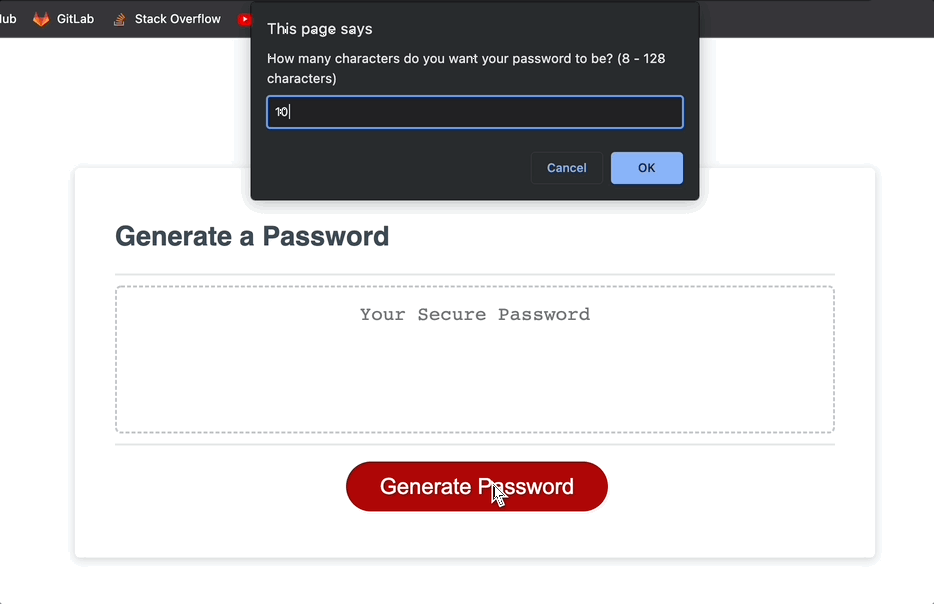 lub GitLab Stack Overflow
This page says
How many characters do you want your password to be? (8 - 128
characters)
10
Cancel OK
Generate a Password
Your Secure Password
Generate Password